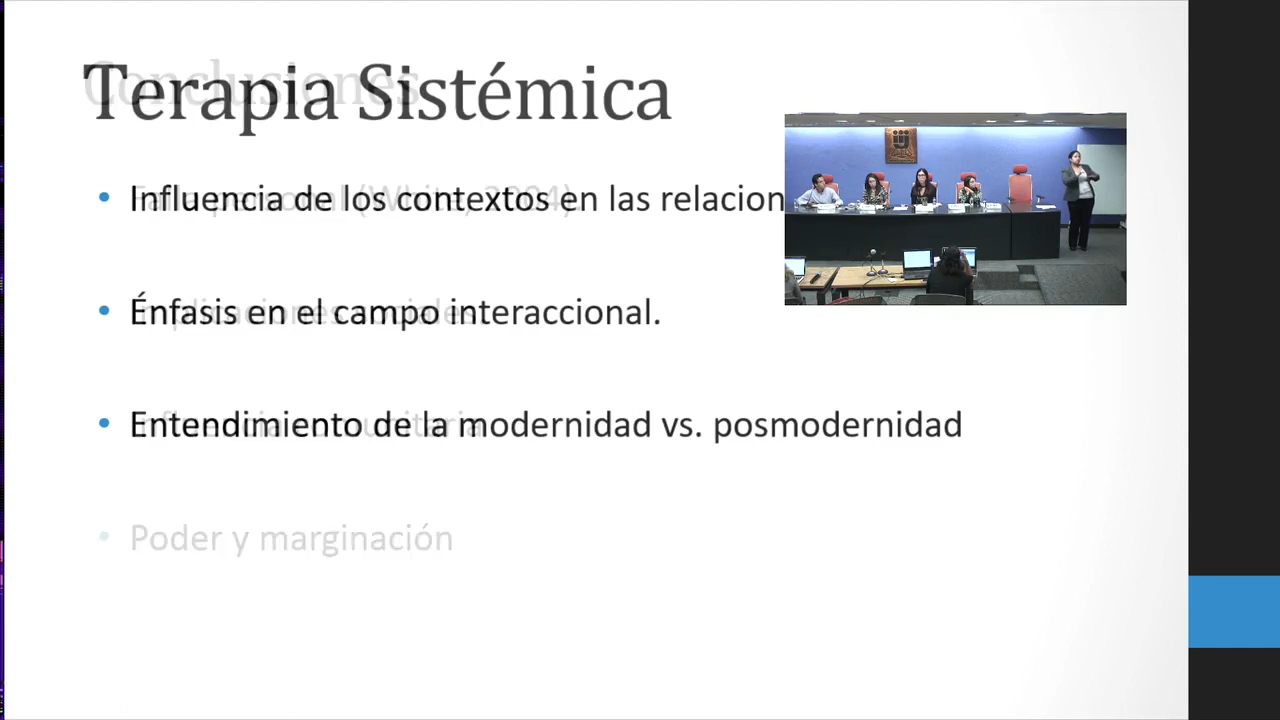 Terapia Sistémica
Conclusiones
• Influencia de los contextos en las relacion
• Énfasis en el campo interaccional.
• Entendimiento de la modernidad vs. posmodernidad
• Poder y marginación